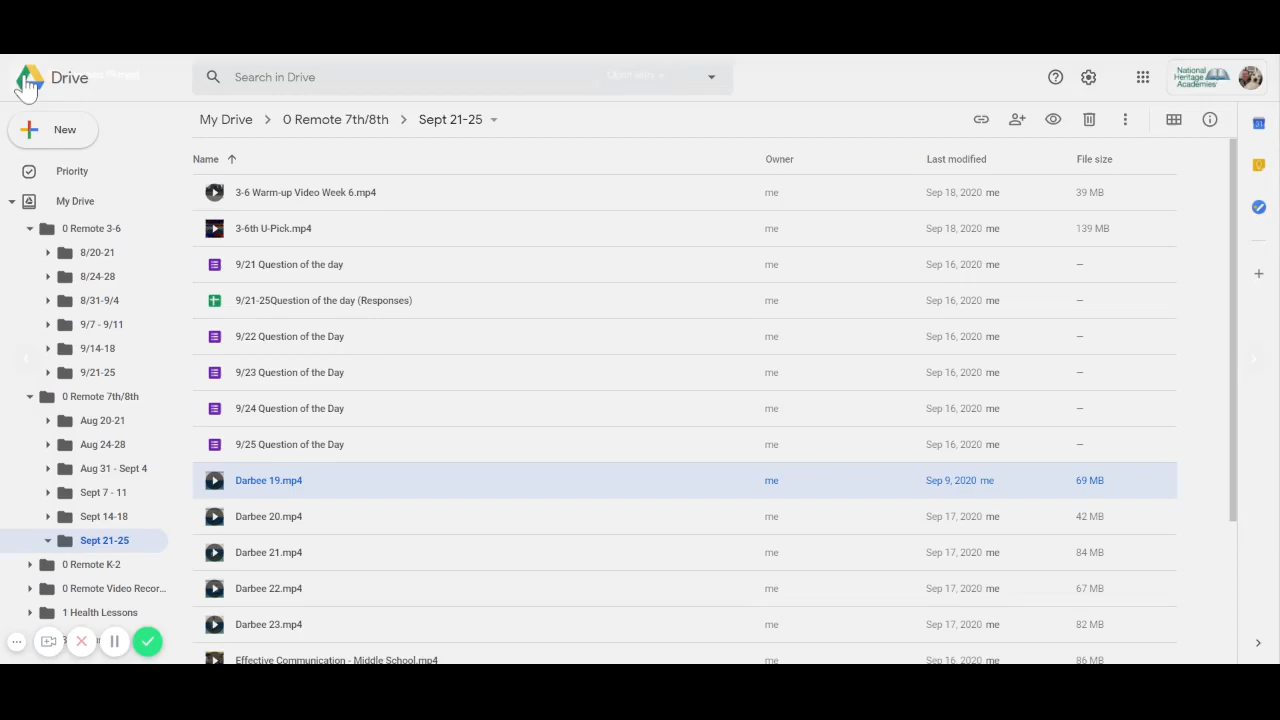 Drive
Search in Drive
National Heritage Academies
New
My Drive
0 Remote 7th/8th
Sept 21-25
Priority
My Drive
0 Remote 3-6
8/20-21
8/24-28
8/31-9/4
9/7 - 9/11
9/14-18
9/21-25
0 Remote 7th/8th
Aug 20-21
Aug 24-28
Aug 31 - Sept 4
Sept 7 - 11
Sept 14-18
Sept 21-25
0 Remote K-2
0 Remote Video Recor...
1 Health Lessons
Name Owner Last modified File size
3-6 Warm-up Video Week 6.mp4 me Sep 18, 2020 me 39 MB
3-6th U-Pick.mp4 me Sep 18, 2020 me 139 MB
9/21 Question of the day me Sep 16, 2020 me –
9/21-25Question of the day (Responses) me Sep 16, 2020 me –
9/22 Question of the Day me Sep 16, 2020 me –
9/23 Question of the Day me Sep 16, 2020 me –
9/24 Question of the Day me Sep 16, 2020 me –
9/25 Question of the Day me Sep 16, 2020 me –
Darbee 19.mp4 me Sep 9, 2020 me 69 MB
Darbee 20.mp4 me Sep 17, 2020 me 42 MB
Darbee 21.mp4 me Sep 17, 2020 me 84 MB
Darbee 22.mp4 me Sep 17, 2020 me 67 MB
Darbee 23.mp4 me Sep 17, 2020 me 82 MB
Effective Communication - Middle School.mp4 me Sep 16, 2020 me 86 MB